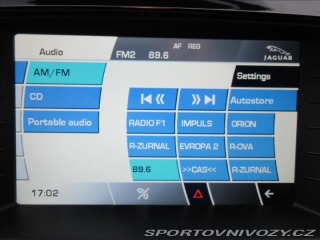 Audio
FM2 89.6 AF REG
JAGUAR
AM/FM
Settings
CD
Autostore
Portable audio
RADIO F1 IMPULS ORION
R-ZURNAL EVROPA 2 R-OVA
89.6 >>CAS<< R-ZURNAL
17:02
WWW.SPORTOVNIVOZY.CZ